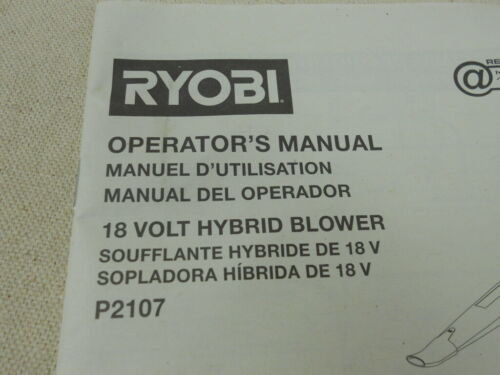 RE
@
RYOBI
OPERATOR'S MANUAL
MANUEL D'UTILISATION
MANUAL DEL OPERADOR
18 VOLT HYBRID BLOWER
SOUFFLANTE HYBRIDE DE 18 V
SOPLADORA HÍBRIDA DE 18 V
P2107